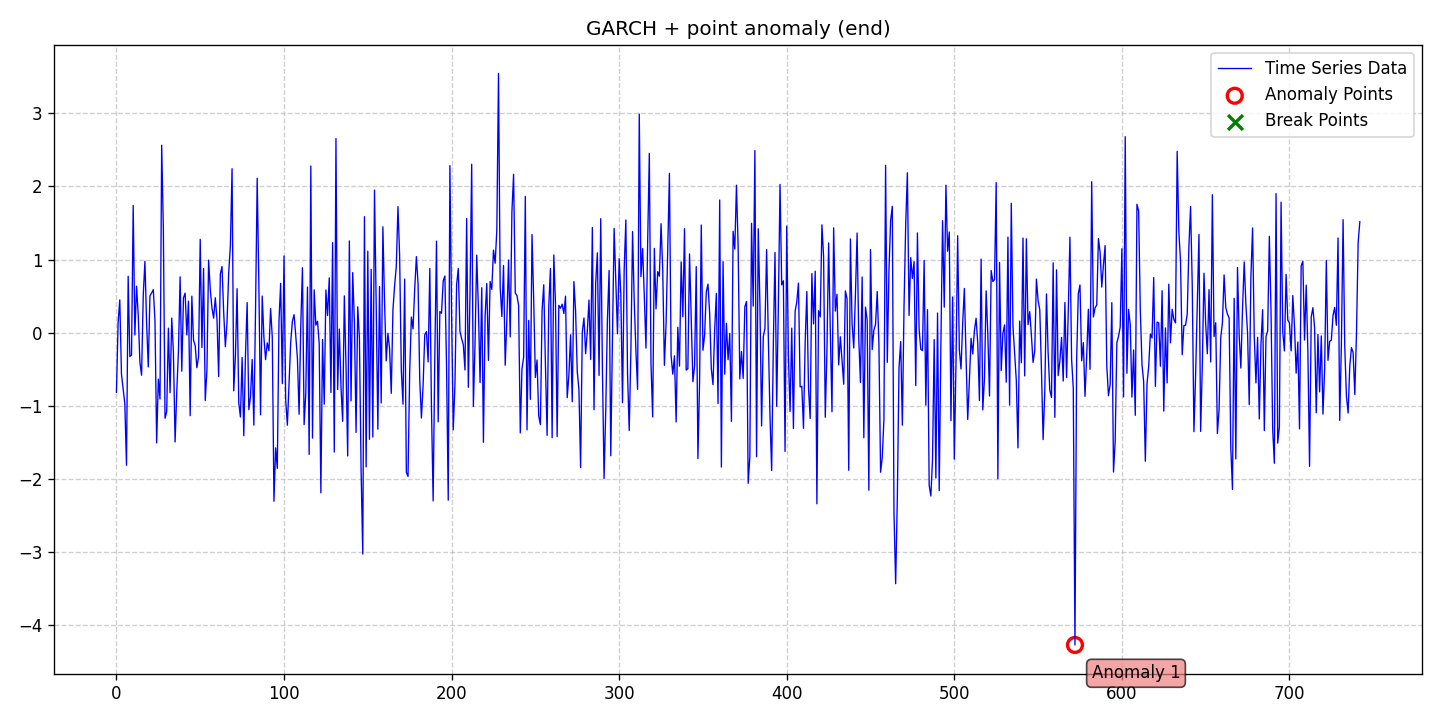 GARCH + point anomaly (end)
Time Series Data
Anomaly Points
Break Points
3
2
1
0
−1
−2
−3
−4
Anomaly 1
0 100 200 300 400 500 600 700